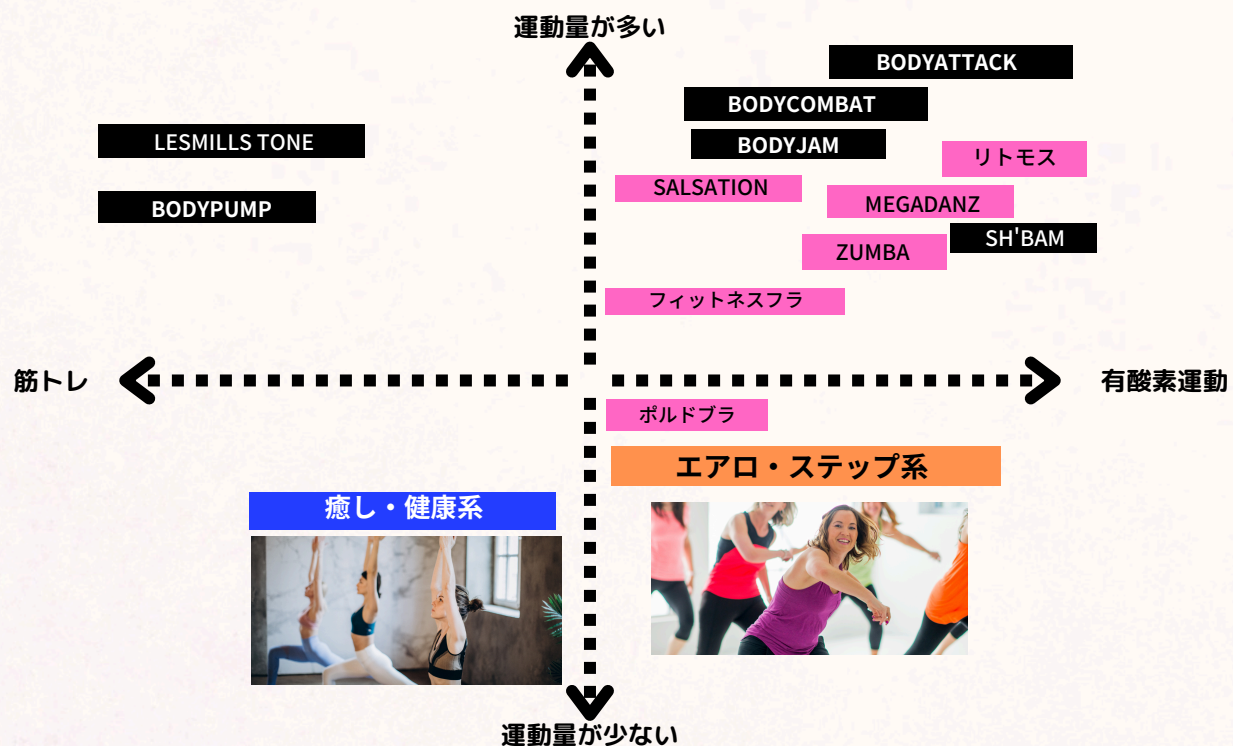 運動量が多い
BODYATTACK
BODYCOMBAT
LESMILLS TONE
BODYJAM
リトモス
SALSATION
MEGADANZ
BODYPUMP
SH'BAM
ZUMBA
フィットネスフラ
筋トレ
有酸素運動
ポルドブラ
エアロ・ステップ系
癒し・健康系
運動量が少ない